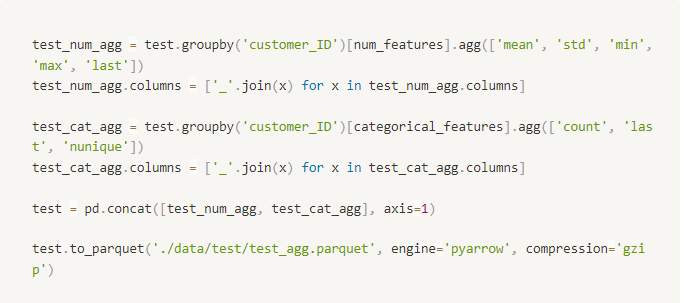 test_num_agg = test.groupby('customer_ID')[num_features].agg(['mean', 'std', 'min',
'max', 'last'])
test_num_agg.columns = ['_'.join(x) for x in test_num_agg.columns]
test_cat_agg = test.groupby('customer_ID')[categorical_features].agg(['count', 'las
t', 'nunique'])
test_cat_agg.columns = ['_'.join(x) for x in test_cat_agg.columns]
test = pd.concat([test_num_agg, test_cat_agg], axis=1)
test.to_parquet('./data/test/test_agg.parquet', engine='pyarrow', compression='gzi
p')